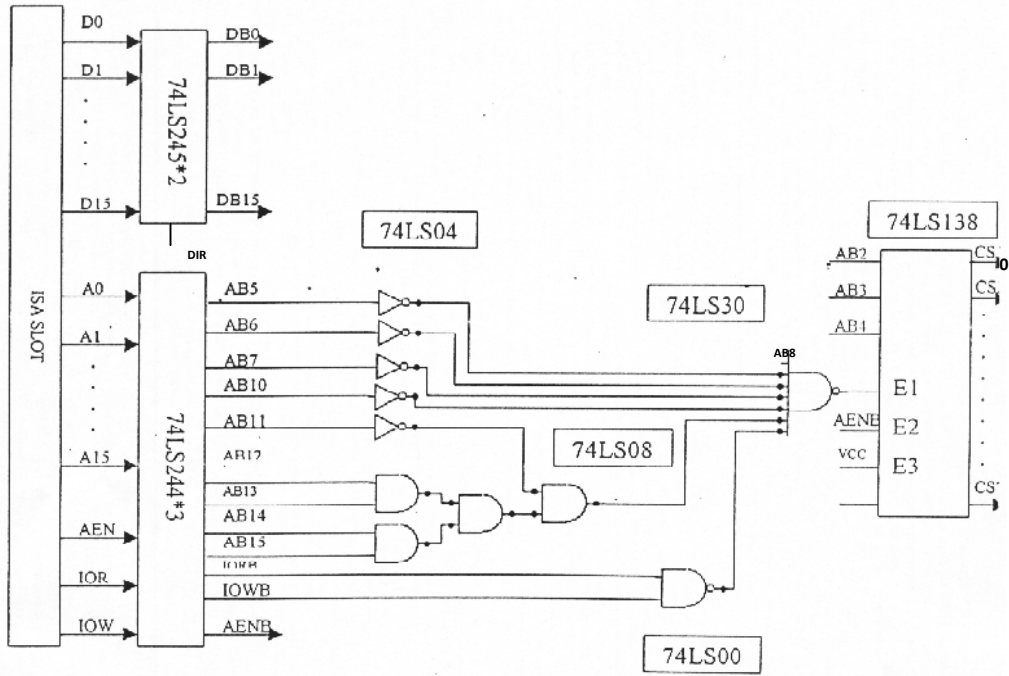 ISA SLOT
D0
D1
D15
74LS245*2
DB0
DB1
DB15
DIR
A0
A1
A15
AEN
IOR
IOW
74LS244*3
AB5
AB6
AB7
AB10
AB11
AB12
AB13
AB14
AB15
IORB
IOWB
AENB
74LS04
74LS08
74LS00
74LS30
AB8
74LS138
AB2
AB3
AB4
AENB
VCC
E1
E2
E3
CS 0
CS
CS